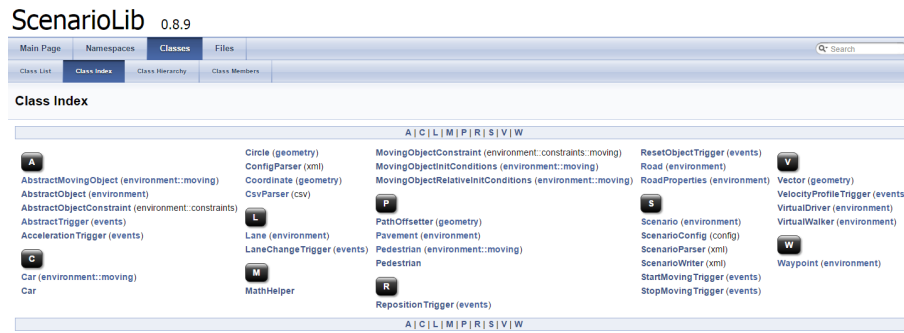 ScenarioLib 0.8.9
Main Page Namespaces Classes Files
Search
Class List Class Index Class Hierarchy Class Members
Class Index
A | C | L | M | P | R | S | V | W
A
AbstractMovingObject (environment::moving)
AbstractObject (environment)
AbstractObjectConstraint (environment::constraints)
AbstractTrigger (events)
AccelerationTrigger (events)
C
Car (environment::moving)
Car
Circle (geometry)
ConfigParser (xml)
Coordinate (geometry)
CsvParser (csv)
L
Lane (environment)
LaneChangeTrigger (events)
M
MathHelper
MovingObjectConstraint (environment::constraints::moving)
MovingObjectInitConditions (environment::moving)
MovingObjectRelativeInitConditions (environment::moving)
P
PathOffsetter (geometry)
Pavement (environment)
Pedestrian (environment::moving)
Pedestrian
R
RepositionTrigger (events)
ResetObjectTrigger (events)
Road (environment)
RoadProperties (environment)
S
Scenario (environment)
ScenarioConfig (config)
ScenarioParser (xml)
ScenarioWriter (xml)
StartMovingTrigger (events)
StopMovingTrigger (events)
V
Vector (geometry)
VelocityProfileTrigger (events
VirtualDriver (environment)
VirtualWalker (environment)
W
Waypoint (environment)
A | C | L | M | P | R | S | V | W